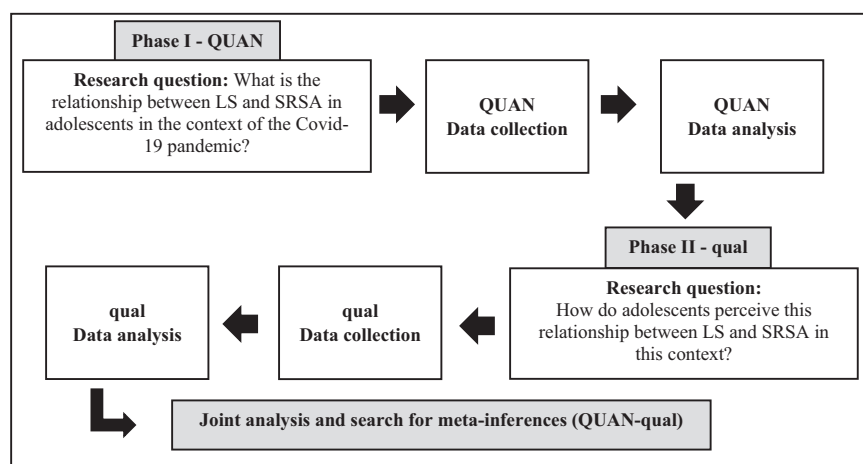 Phase I - QUAN
Research question: What is the
relationship between LS and SRSA in
adolescents in the context of the Covid-
19 pandemic?
QUAN
Data collection
QUAN
Data analysis
Phase II - qual
Research question:
How do adolescents perceive this
relationship between LS and SRSA in
this context?
qual
Data collection
qual
Data analysis
Joint analysis and search for meta-inferences (QUAN-qual)